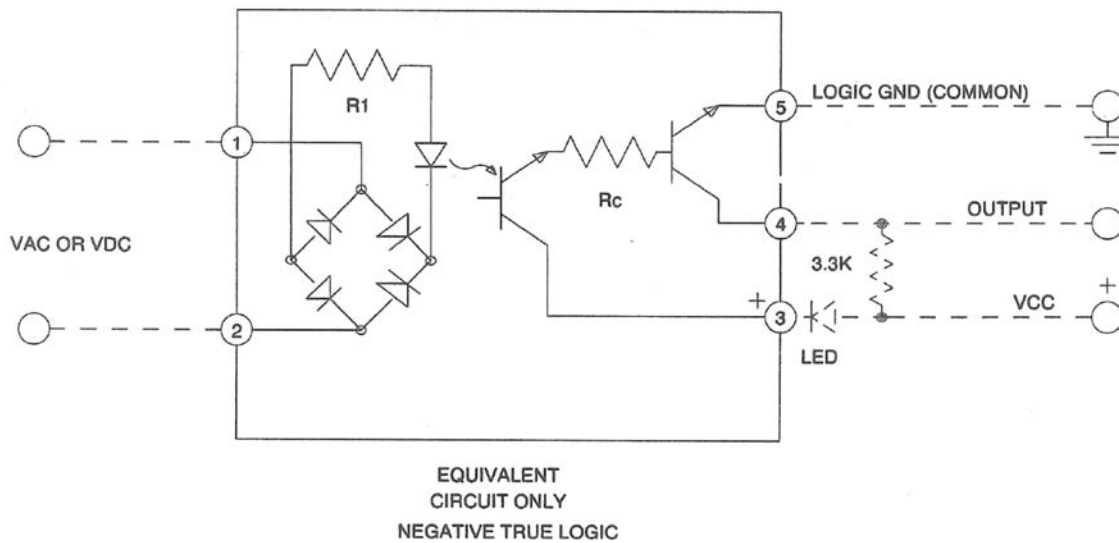 R1
1
VAC OR VDC
2
Rc
5
LOGIC GND (COMMON)
4
OUTPUT
3.3K
+
3
LED
VCC
+
EQUIVALENT
CIRCUIT ONLY
NEGATIVE TRUE LOGIC